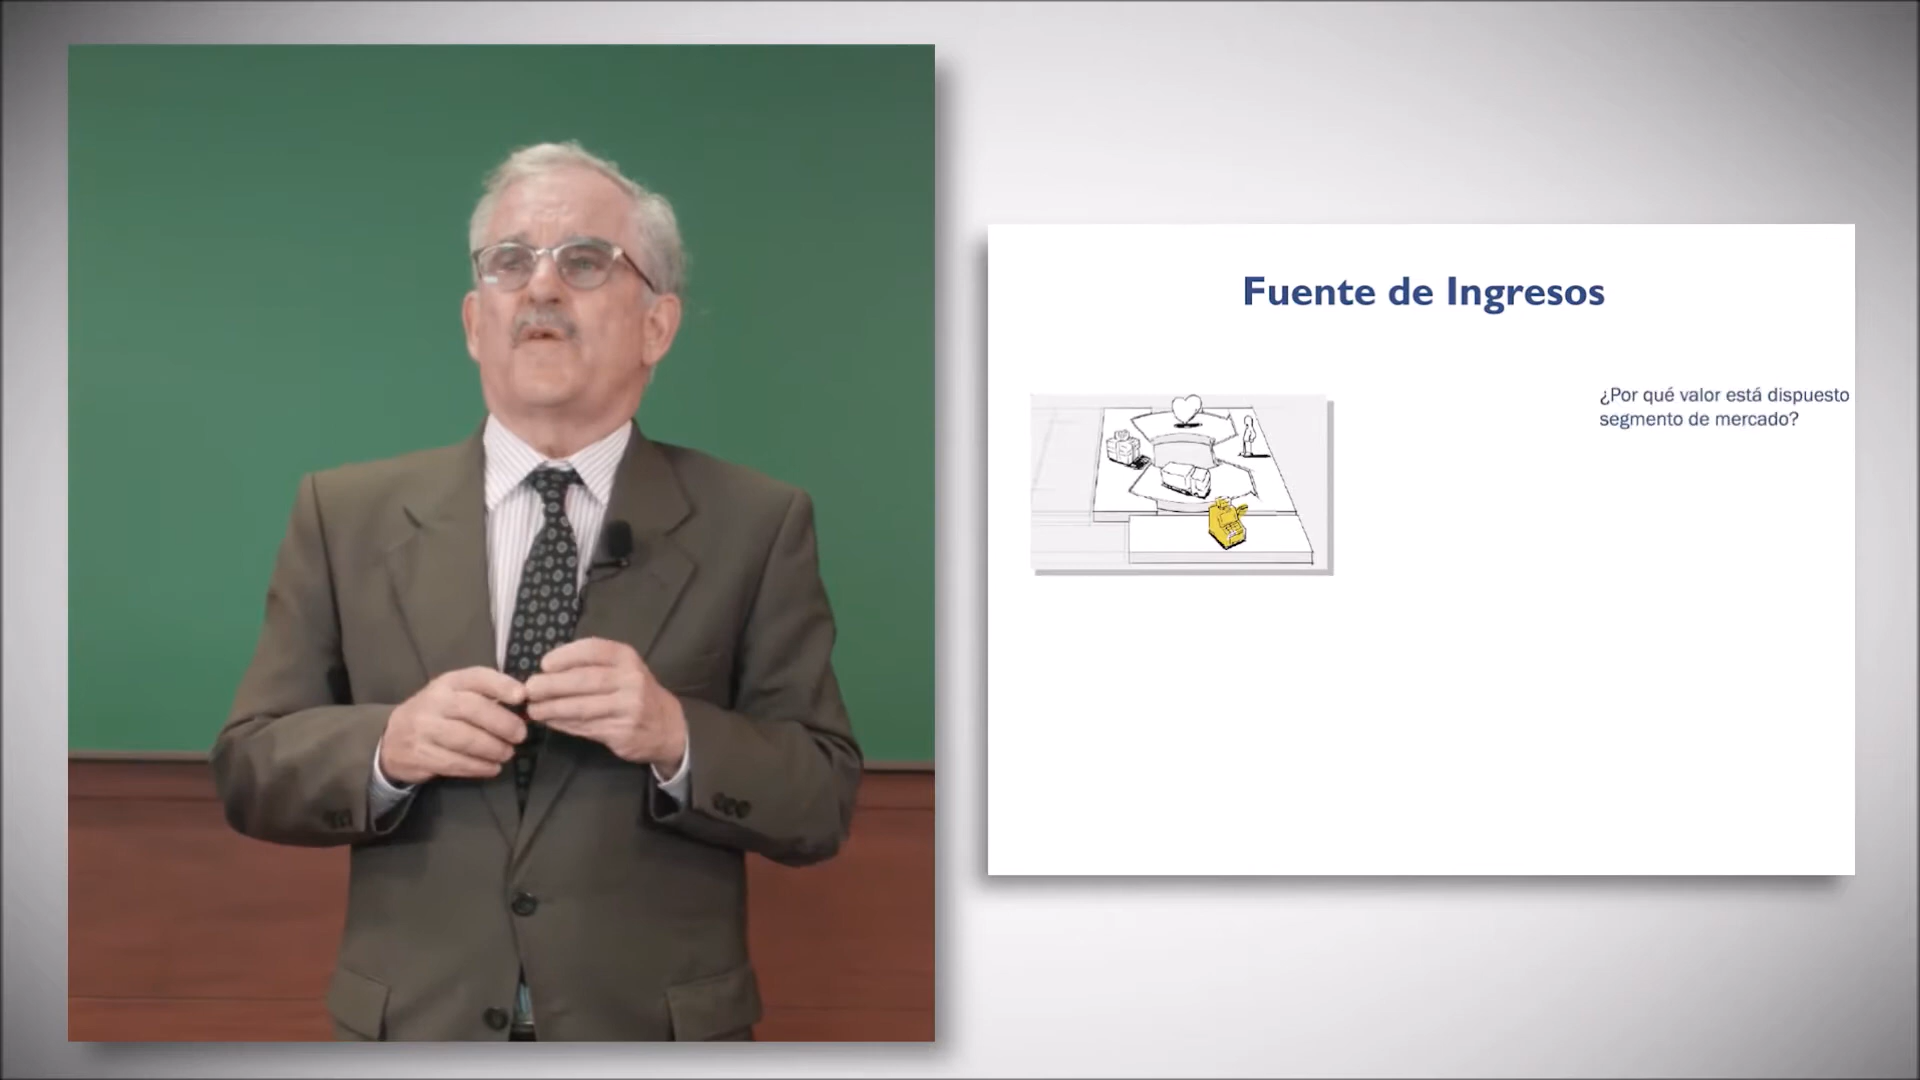 Fuente de Ingresos
¿Por qué valor está dispuesto
segmento de mercado?